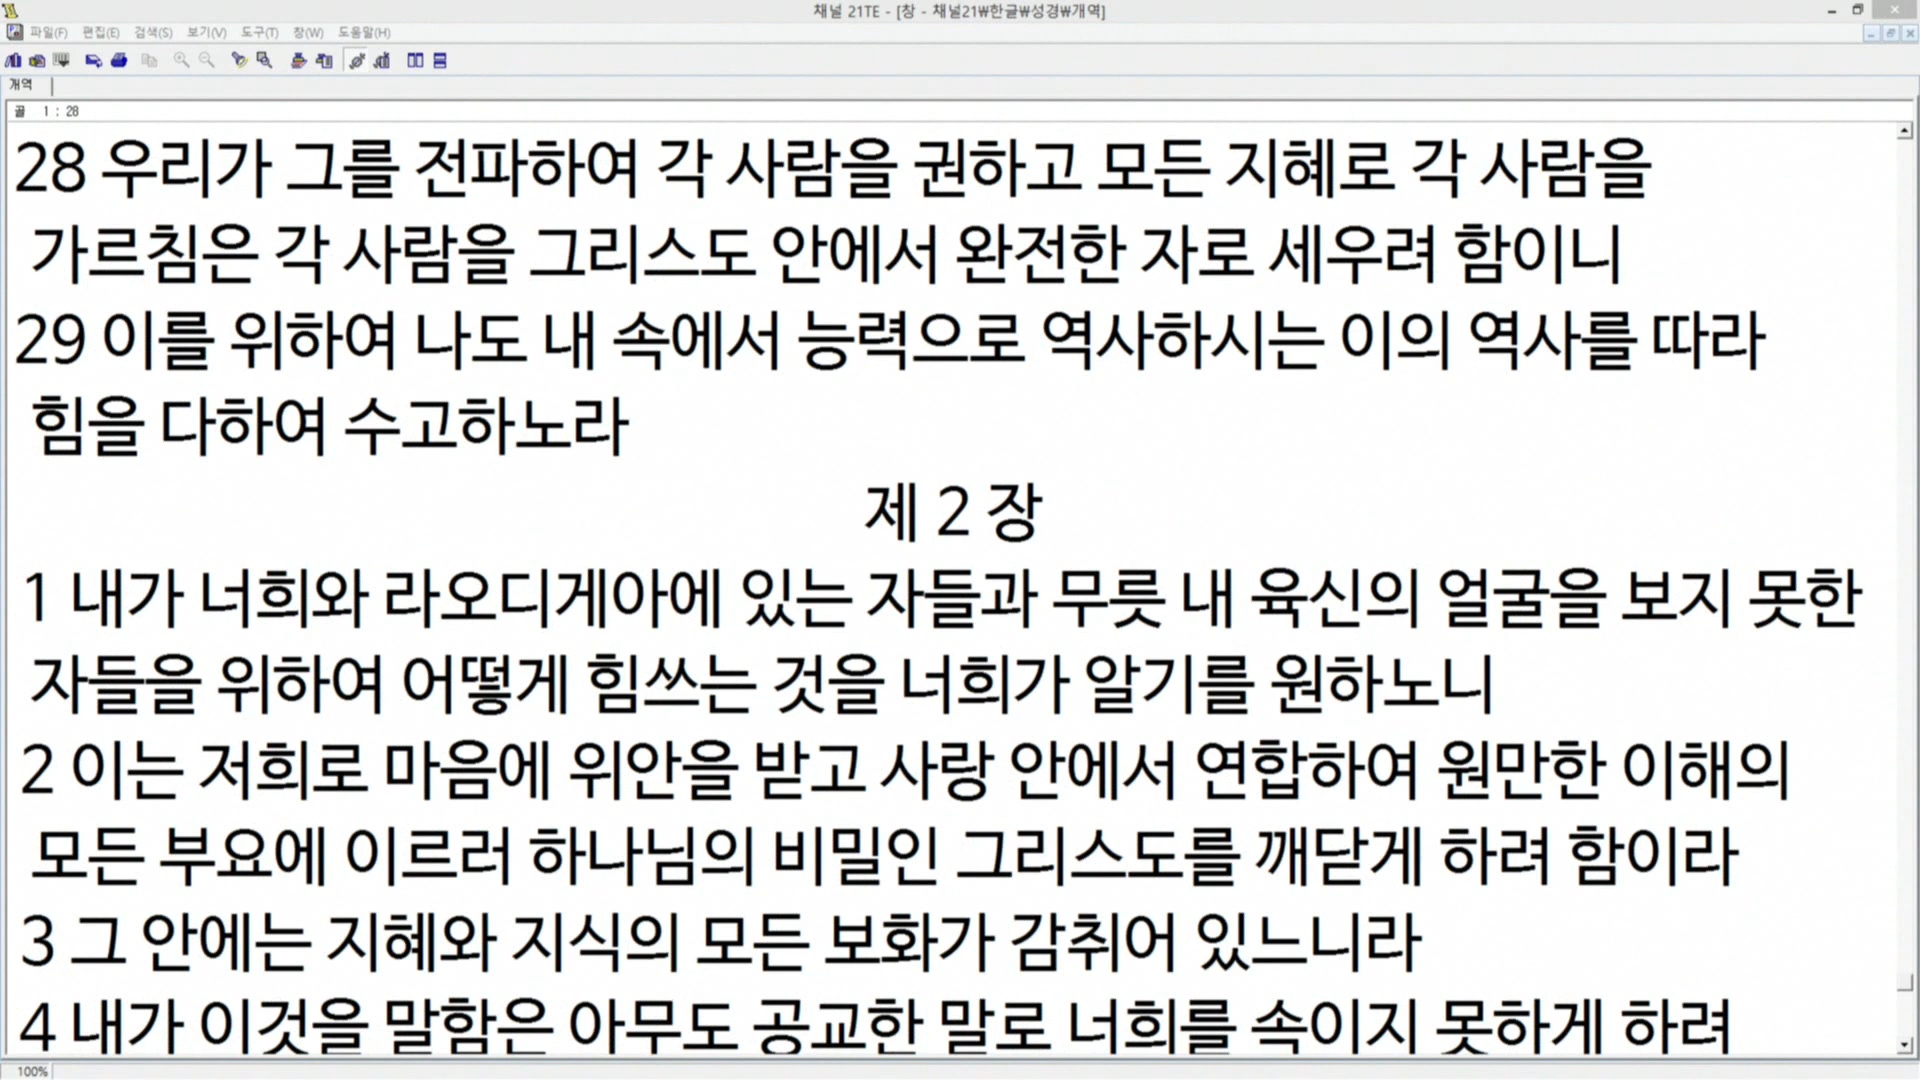 채널 21TE - [창 - 채널21₩한글₩성경₩개역]
파일(F) 편집(E) 검색(S) 보기(V) 도구(T) 창(W) 도움말(H)
개역
골 1 : 28
28 우리가 그를 전파하여 각 사람을 권하고 모든 지혜로 각 사람을
가르침은 각 사람을 그리스도 안에서 완전한 자로 세우려 함이니
29 이를 위하여 나도 내 속에서 능력으로 역사하시는 이의 역사를 따라
힘을 다하여 수고하노라
제 2 장
1 내가 너희와 라오디게아에 있는 자들과 무릇 내 육신의 얼굴을 보지 못한
자들을 위하여 어떻게 힘쓰는 것을 너희가 알기를 원하노니
2 이는 저희로 마음에 위안을 받고 사랑 안에서 연합하여 원만한 이해의
모든 부요에 이르러 하나님의 비밀인 그리스도를 깨닫게 하려 함이라
3 그 안에는 지혜와 지식의 모든 보화가 감취어 있느니라
4 내가 이것을 말함은 아무도 공교한 말로 너희를 속이지 못하게 하려
100%